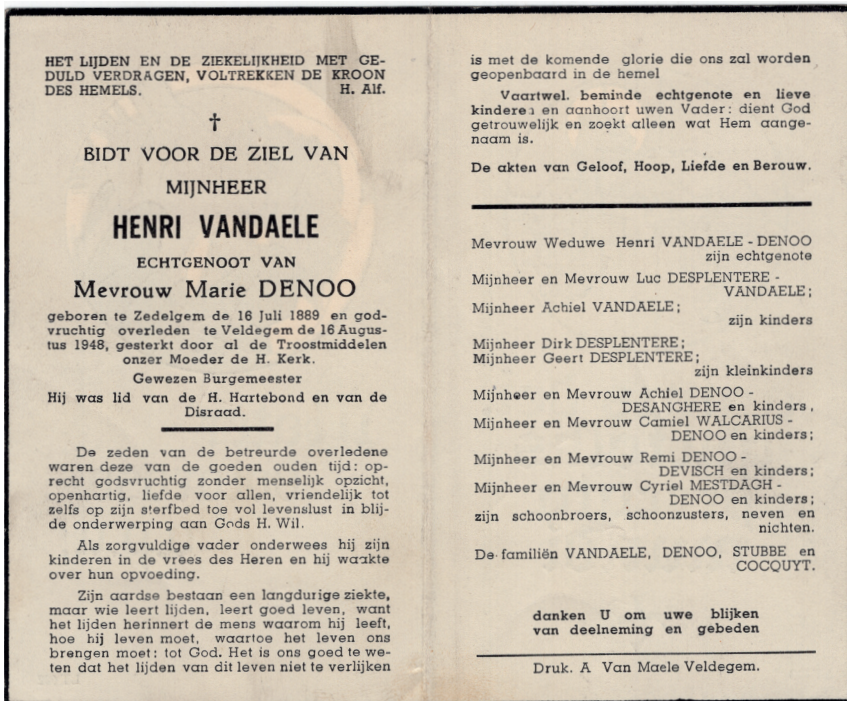 HET LIJDEN EN DE ZIEKELIJKHEID MET GE-
DULD VERDRAGEN, VOLTREKKEN DE KROON
DES HEMELS. H. Alf.
†
BIDT VOOR DE ZIEL VAN
MIJNHEER
HENRI VANDAELE
ECHTGENOOT VAN
Mevrouw Marie DENOO
geboren te Zedelgem de 16 Juli 1889 en god-
vruchtig overleden te Veldegem de 16 Augus-
tus 1948, gesterkt door al de Troostmiddelen
onzer Moeder de H. Kerk.
Gewezen Burgemeester
Hij was lid van de H. Hartebond en van de
Disraad.
De zeden van de betreurde overledene
waren deze van de goeden ouden tijd: op-
recht godsvruchtig zonder menselijk opzicht,
openhartig, liefde voor allen, vriendelijk tot
zelfs op zijn sterfbed toe vol levenslust in blij-
de onderwerping aan Gods H. Wil.
Als zorgvuldige vader onderwees hij zijn
kinderen in de vrees des Heren en hij waakte
over hun opvoeding.
Zijn aardse bestaan een langdurige ziekte,
maar wie leert lijden, leert goed leven, want
het lijden herinnert de mens waarom hij leeft,
hoe hij leven moet, waartoe het leven ons
brengen moet: tot God. Het is ons goed te we-
ten dat het lijden van dit leven niet te verlijken
is met de komende glorie die ons zal worden
geopenbaard in de hemel
Vaartwel. beminde echtgenote en lieve
kinderen en aanhoort uwen Vader: dient God
getrouwelijk en zoekt alleen wat Hem aange-
naam is.
De akten van Geloof, Hoop, Liefde en Berouw.
Mevrouw Weduwe Henri VANDAELE - DENOO
zijn echtgenote
Mijnheer en Mevrouw Luc DESPLENTERE -
VANDAELE;
Mijnheer Achiel VANDAELE;
zijn kinders
Mijnheer Dirk DESPLENTERE;
Mijnheer Geert DESPLENTERE;
zijn kleinkinders
Mijnheer en Mevrouw Achiel DENOO -
DESANGHERE en kinders,
Mijnheer en Mevrouw Camiel WALCARIUS -
DENOO en kinders;
Mijnheer en Mevrouw Remi DENOO -
DEVISCH en kinders;
Mijnheer en Mevrouw Cyriel MESTDAGH -
DENOO en kinders;
zijn schoonbroers, schoonzusters, neven en
nichten.
De familiën VANDAELE, DENOO, STUBBE en
COCQUYT.
danken U om uwe blijken
van deelneming en gebeden
Druk. A Van Maele Veldegem.